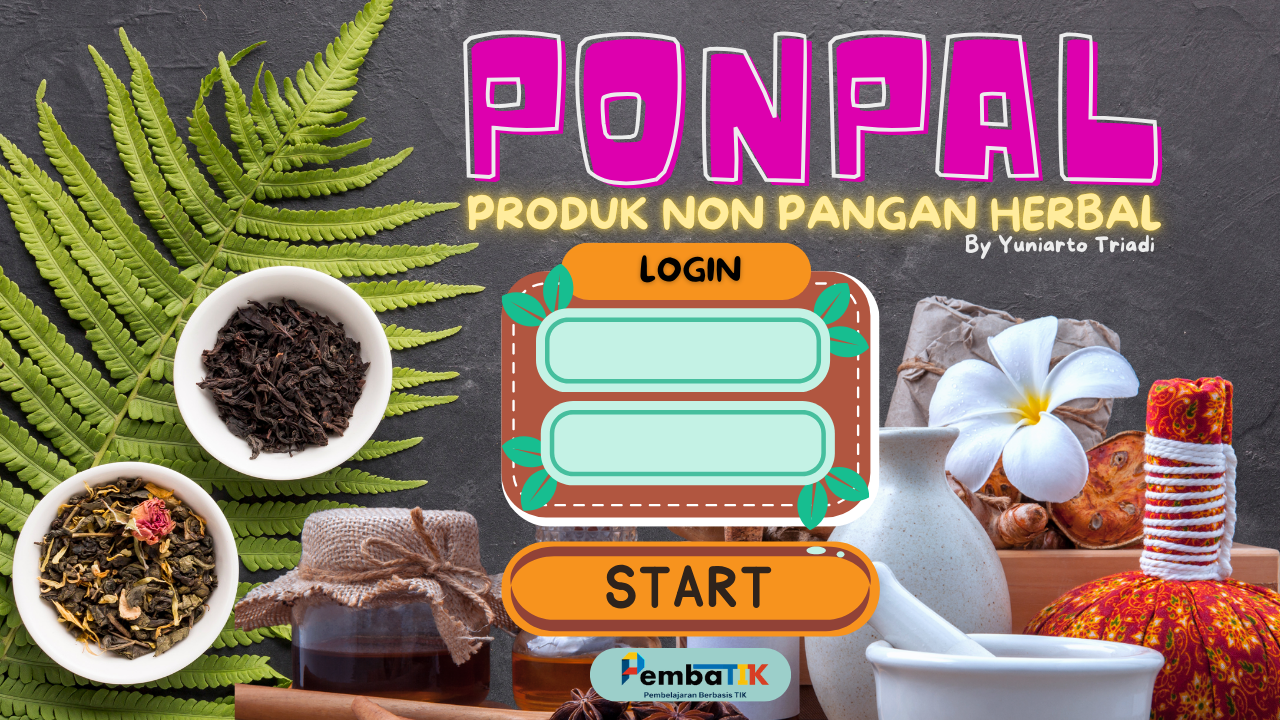 PONPAL
PRODUK NON PANGAN HERBAL
By Yuniarto Triadi
LOGIN
START
PembaTIK
Pembelajaran Berbasis TIK